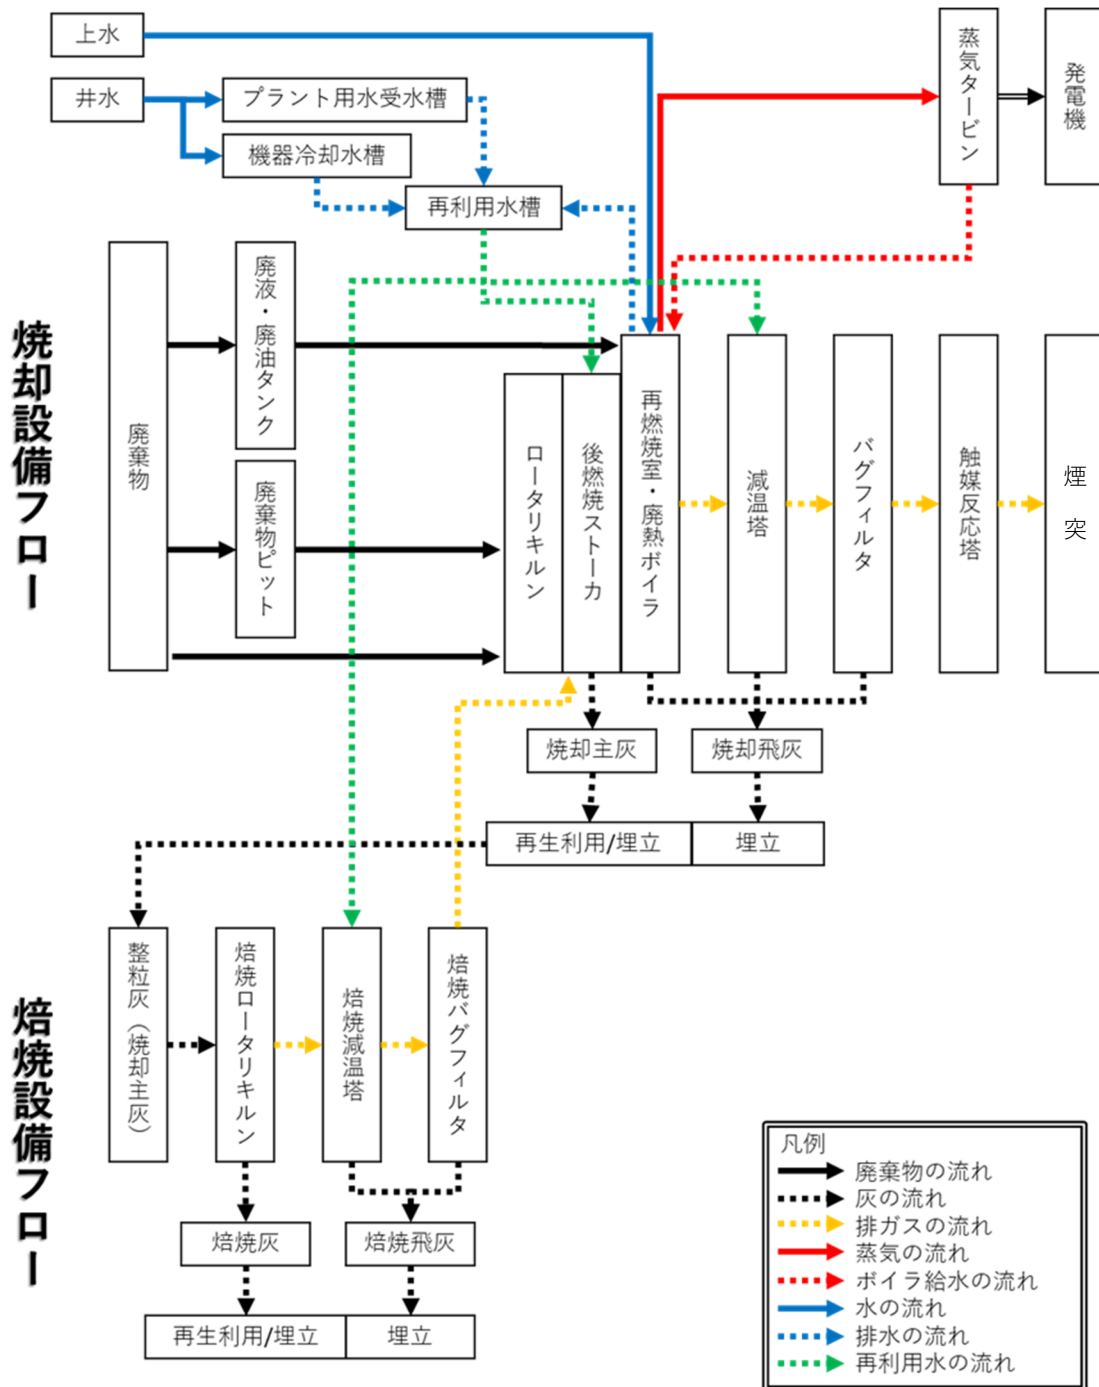 上水
井水
プラント用水受水槽
機器冷却水槽
再利用水槽
蒸気タービン
発電機
焼却設備フロー
廃棄物
廃液・廃油タンク
廃棄物ピット
ロータリキルン
後燃焼ストーカ
再燃焼室・廃熱ボイラ
減温塔
バグフィルタ
触媒反応塔
煙突
焼却主灰
焼却飛灰
再生利用/埋立
埋立
焙焼設備フロー
整粒灰（焼却主灰）
焙焼ロータリキルン
焙焼減温塔
焙焼バグフィルタ
焙焼灰
焙焼飛灰
再生利用/埋立
埋立
凡例
廃棄物の流れ
灰の流れ
排ガスの流れ
蒸気の流れ
ボイラ給水の流れ
水の流れ
排水の流れ
再利用水の流れ